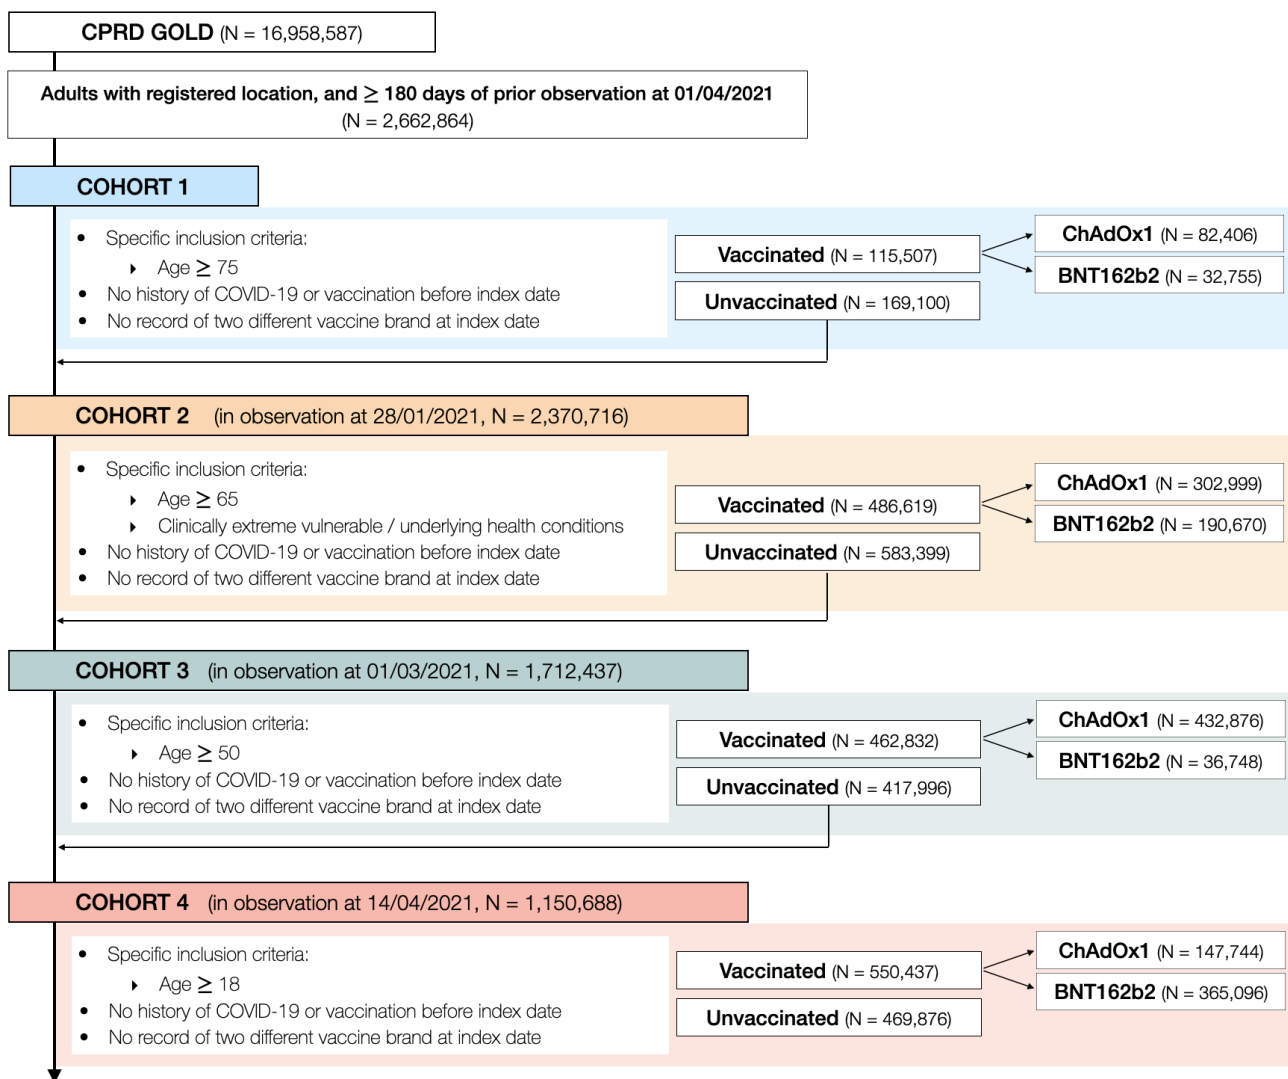 CPRD GOLD (N = 16,958,587)
Adults with registered location, and ≥ 180 days of prior observation at 01/04/2021
(N = 2,662,864)
COHORT 1
• Specific inclusion criteria:
‣ Age ≥ 75
• No history of COVID-19 or vaccination before index date
• No record of two different vaccine brand at index date
Vaccinated (N = 115,507)
Unvaccinated (N = 169,100)
ChAdOx1 (N = 82,406)
BNT162b2 (N = 32,755)
COHORT 2 (in observation at 28/01/2021, N = 2,370,716)
• Specific inclusion criteria:
‣ Age ≥ 65
‣ Clinically extreme vulnerable / underlying health conditions
• No history of COVID-19 or vaccination before index date
• No record of two different vaccine brand at index date
Vaccinated (N = 486,619)
Unvaccinated (N = 583,399)
ChAdOx1 (N = 302,999)
BNT162b2 (N = 190,670)
COHORT 3 (in observation at 01/03/2021, N = 1,712,437)
• Specific inclusion criteria:
‣ Age ≥ 50
• No history of COVID-19 or vaccination before index date
• No record of two different vaccine brand at index date
Vaccinated (N = 462,832)
Unvaccinated (N = 417,996)
ChAdOx1 (N = 432,876)
BNT162b2 (N = 36,748)
COHORT 4 (in observation at 14/04/2021, N = 1,150,688)
• Specific inclusion criteria:
‣ Age ≥ 18
• No history of COVID-19 or vaccination before index date
• No record of two different vaccine brand at index date
Vaccinated (N = 550,437)
Unvaccinated (N = 469,876)
ChAdOx1 (N = 147,744)
BNT162b2 (N = 365,096)